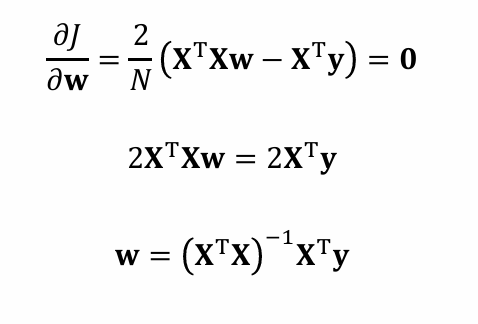 ∂J/∂𝐰 = 2/N (𝐗ᵀ𝐗𝐰 − 𝐗ᵀ𝐲) = 𝟎
2𝐗ᵀ𝐗𝐰 = 2𝐗ᵀ𝐲
𝐰 = (𝐗ᵀ𝐗)⁻¹𝐗ᵀ𝐲